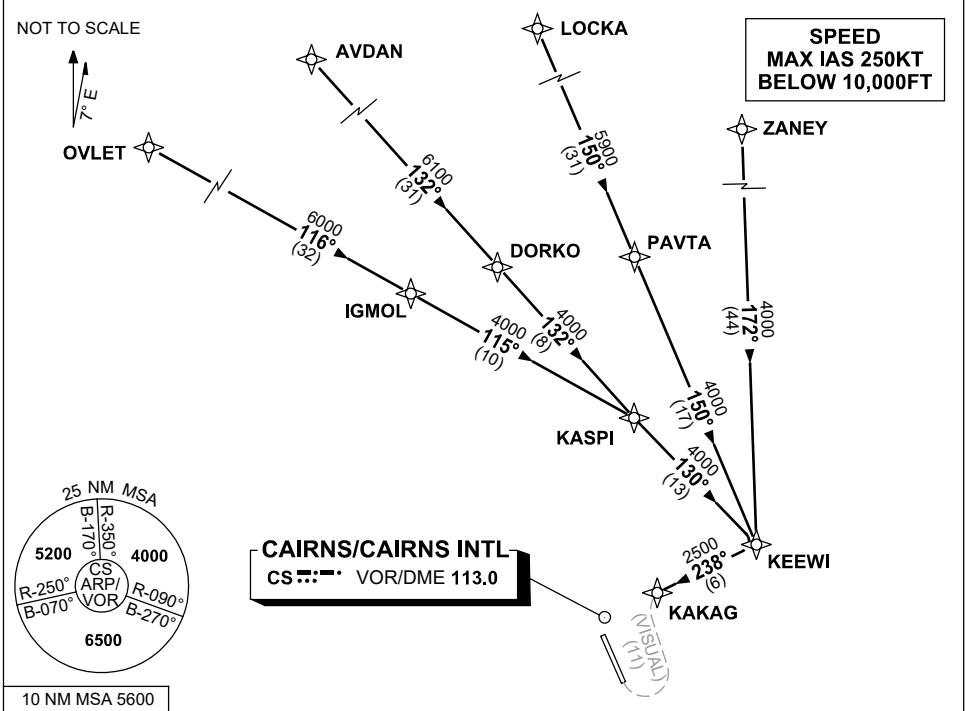 NOT TO SCALE
7° E
AVDAN
LOCKA
SPEED
MAX IAS 250KT
BELOW 10,000FT
OVLET
ZANEY
6000
116°
(32)
6100
132°
(31)
5900
150°
(31)
DORKO
PAVTA
IGMOL
4000
172°
(44)
4000
115°
(10)
4000
132°
(8)
4000
150°
(17)
KASPI
4000
130°
(13)
KEEWI
2500
238°
(6)
KAKAG
(VISUAL)
(11)
CAIRNS/CAIRNS INTL
CS VOR/DME 113.0
25 NM MSA
B-170°
R-350°
5200
4000
CS
ARP/
VOR
R-250°
B-070°
R-090°
B-270°
6500
10 NM MSA 5600